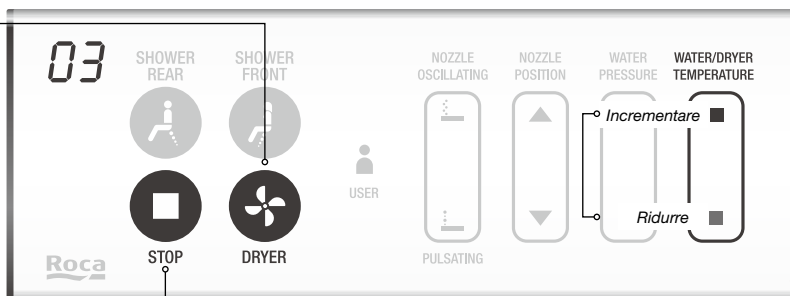 03
SHOWER
REAR
SHOWER
FRONT
NOZZLE
OSCILLATING
NOZZLE
POSITION
WATER
PRESSURE
WATER/DRYER
TEMPERATURE
Incrementare
USER
Ridurre
STOP
DRYER
PULSATING
Roca